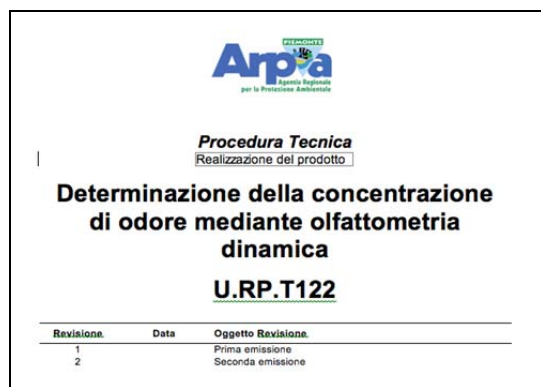 PIEMONTE
Arpa
Agenzia Regionale
per la Protezione Ambientale
Procedura Tecnica
Realizzazione del prodotto
Determinazione della concentrazione
di odore mediante olfattometria
dinamica
U.RP.T122
Revisione Data Oggetto Revisione
1 Prima emissione
2 Seconda emissione